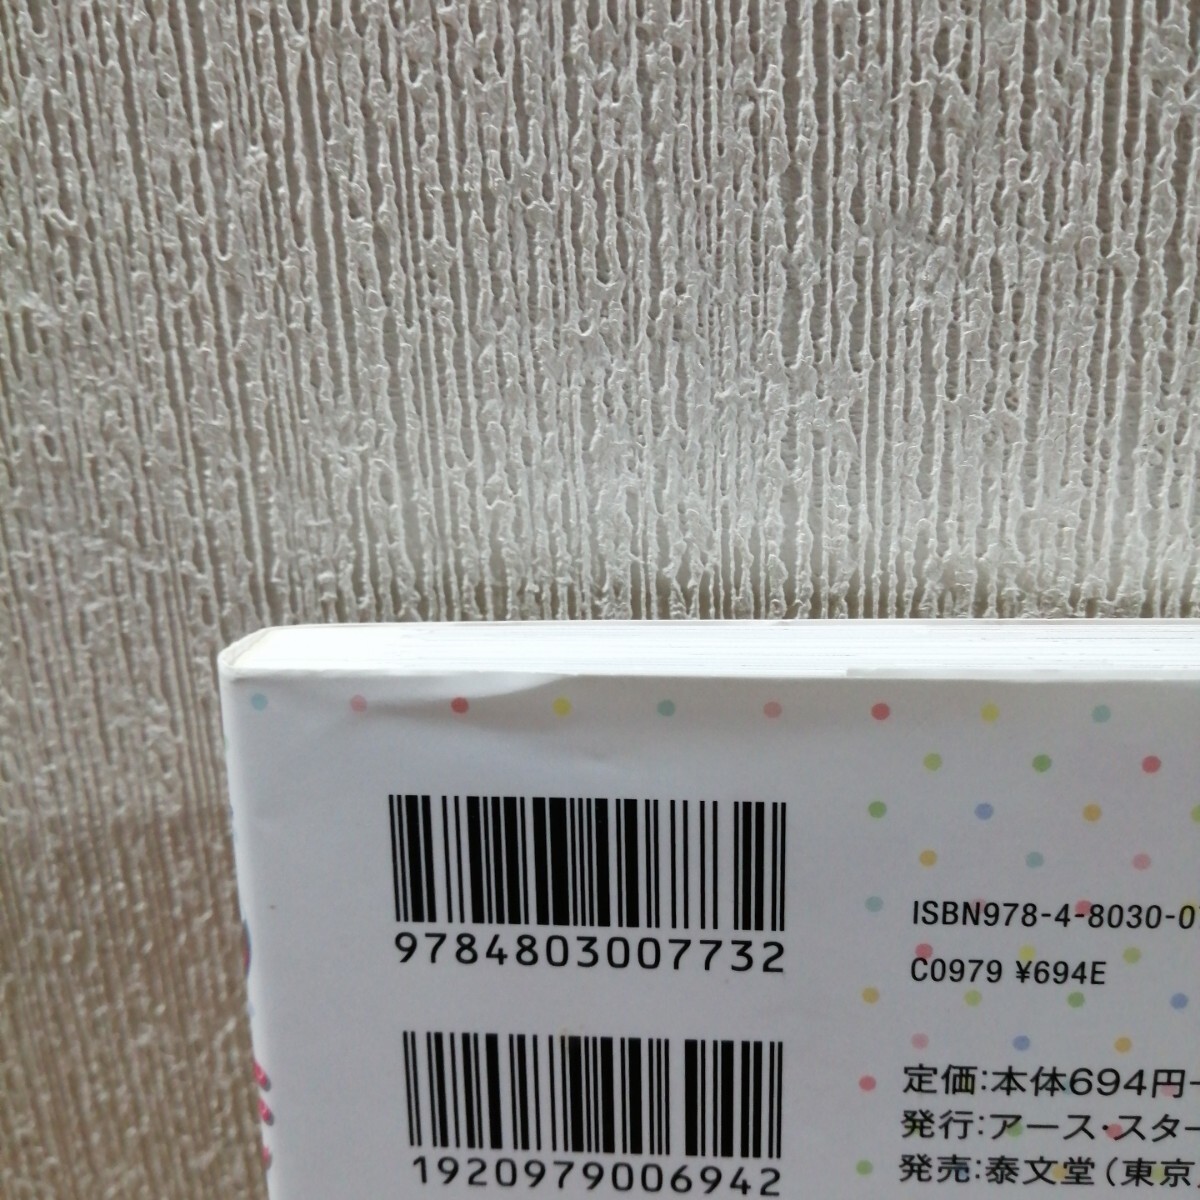 9784803007732
1920979006942
ISBN978-4-8030-0
C0979 ¥694E
定価:本体694円
発行:アース・スター
発売:泰文堂(東京